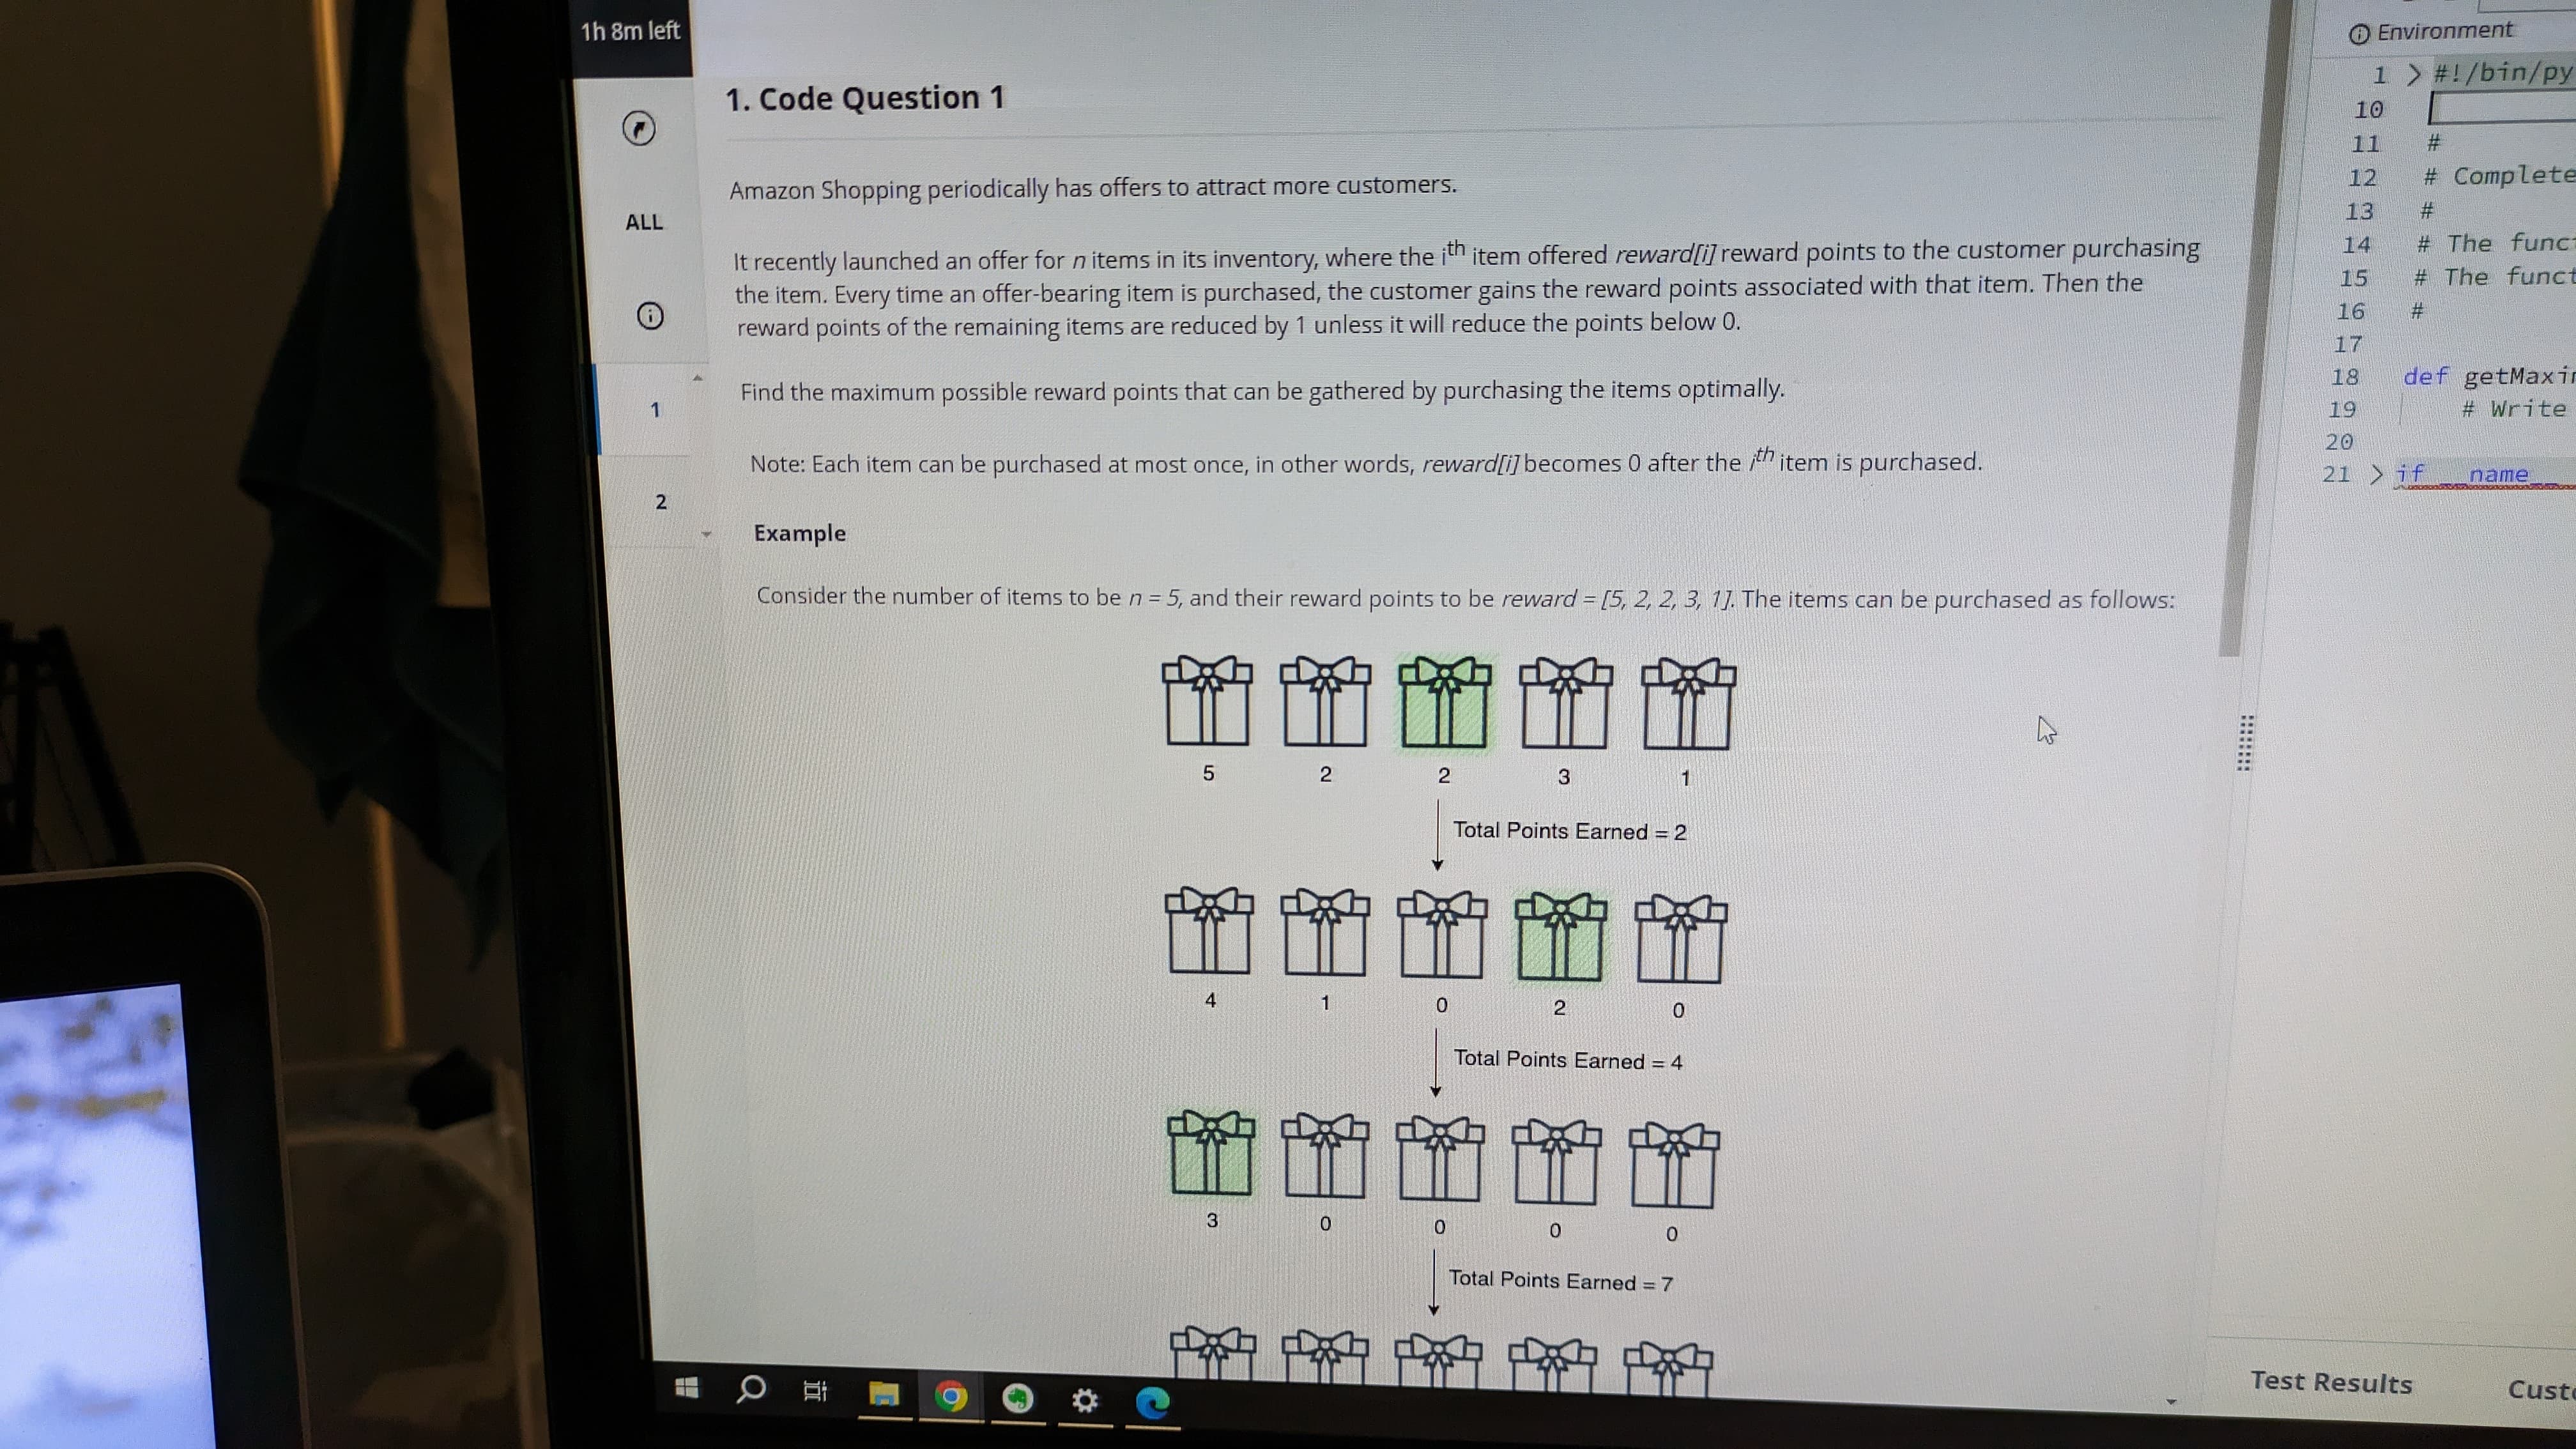 1h 8m left
ALL
1
2
1. Code Question 1
Amazon Shopping periodically has offers to attract more customers.
It recently launched an offer for n items in its inventory, where the ith item offered reward[i] reward points to the customer purchasing
the item. Every time an offer-bearing item is purchased, the customer gains the reward points associated with that item. Then the
reward points of the remaining items are reduced by 1 unless it will reduce the points below 0.
Find the maximum possible reward points that can be gathered by purchasing the items optimally.
Note: Each item can be purchased at most once, in other words, reward[i] becomes 0 after the ith item is purchased.
Example
Consider the number of items to be n = 5, and their reward points to be reward = [5, 2, 2, 3, 1]. The items can be purchased as follows:
5 2 2 3 1
Total Points Earned = 2
4 1 0 2 0
Total Points Earned = 4
3 0 0 0 0
Total Points Earned = 7
Environment
1 > #!/bin/py
10
11 #
12 # Complete
13 #
14 # The func
15 # The funct
16 #
17
18 def getMaxi
19 # Write
20
21 > if __name__
Test Results
Cust